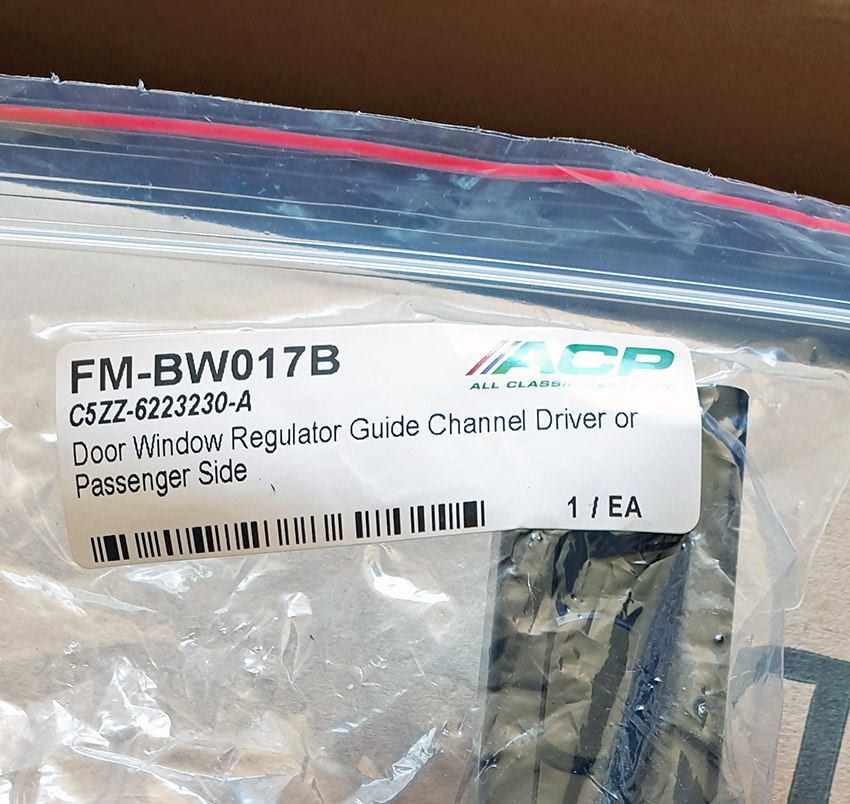 FM-BW017B
ACP
ALL CLASSIC PARTS, INC
C5ZZ-6223230-A
Door Window Regulator Guide Channel Driver or
Passenger Side
1 / EA